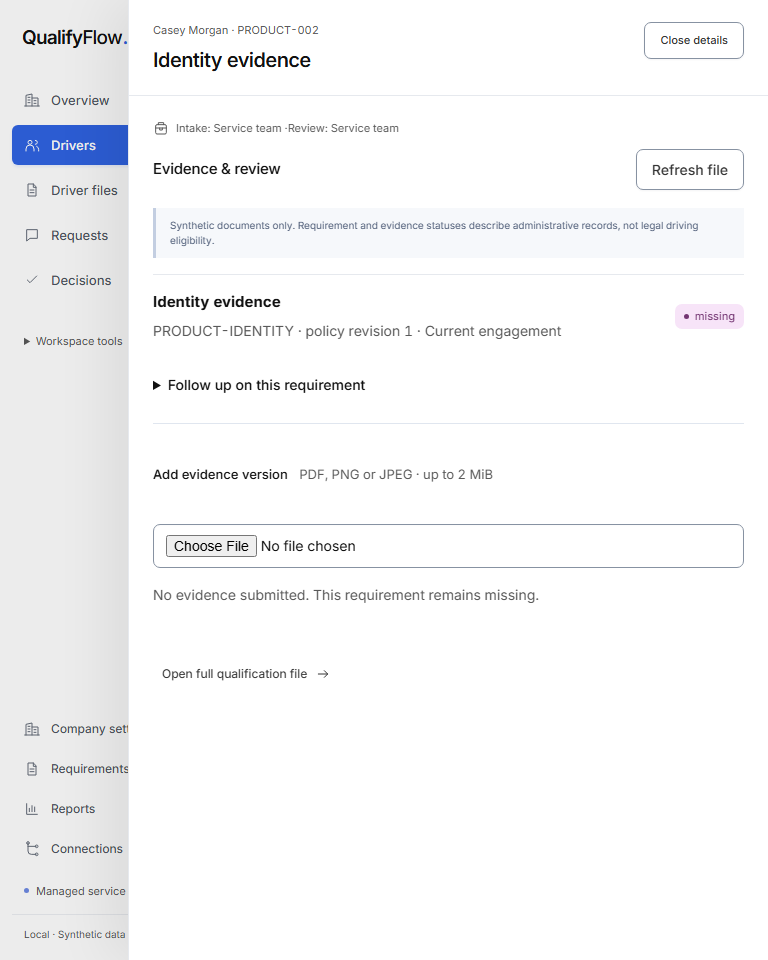 QualifyFlow.
Overview
Drivers
Driver files
Requests
Decisions
Workspace tools
Company sett
Requirements
Reports
Connections
Managed service
Local · Synthetic data
Casey Morgan · PRODUCT-002
Identity evidence
Close details
Intake: Service team ·Review: Service team
Evidence & review
Refresh file
Synthetic documents only. Requirement and evidence statuses describe administrative records, not legal driving
eligibility.
Identity evidence
PRODUCT-IDENTITY · policy revision 1 · Current engagement
missing
Follow up on this requirement
Add evidence version PDF, PNG or JPEG · up to 2 MiB
Choose File No file chosen
No evidence submitted. This requirement remains missing.
Open full qualification file →